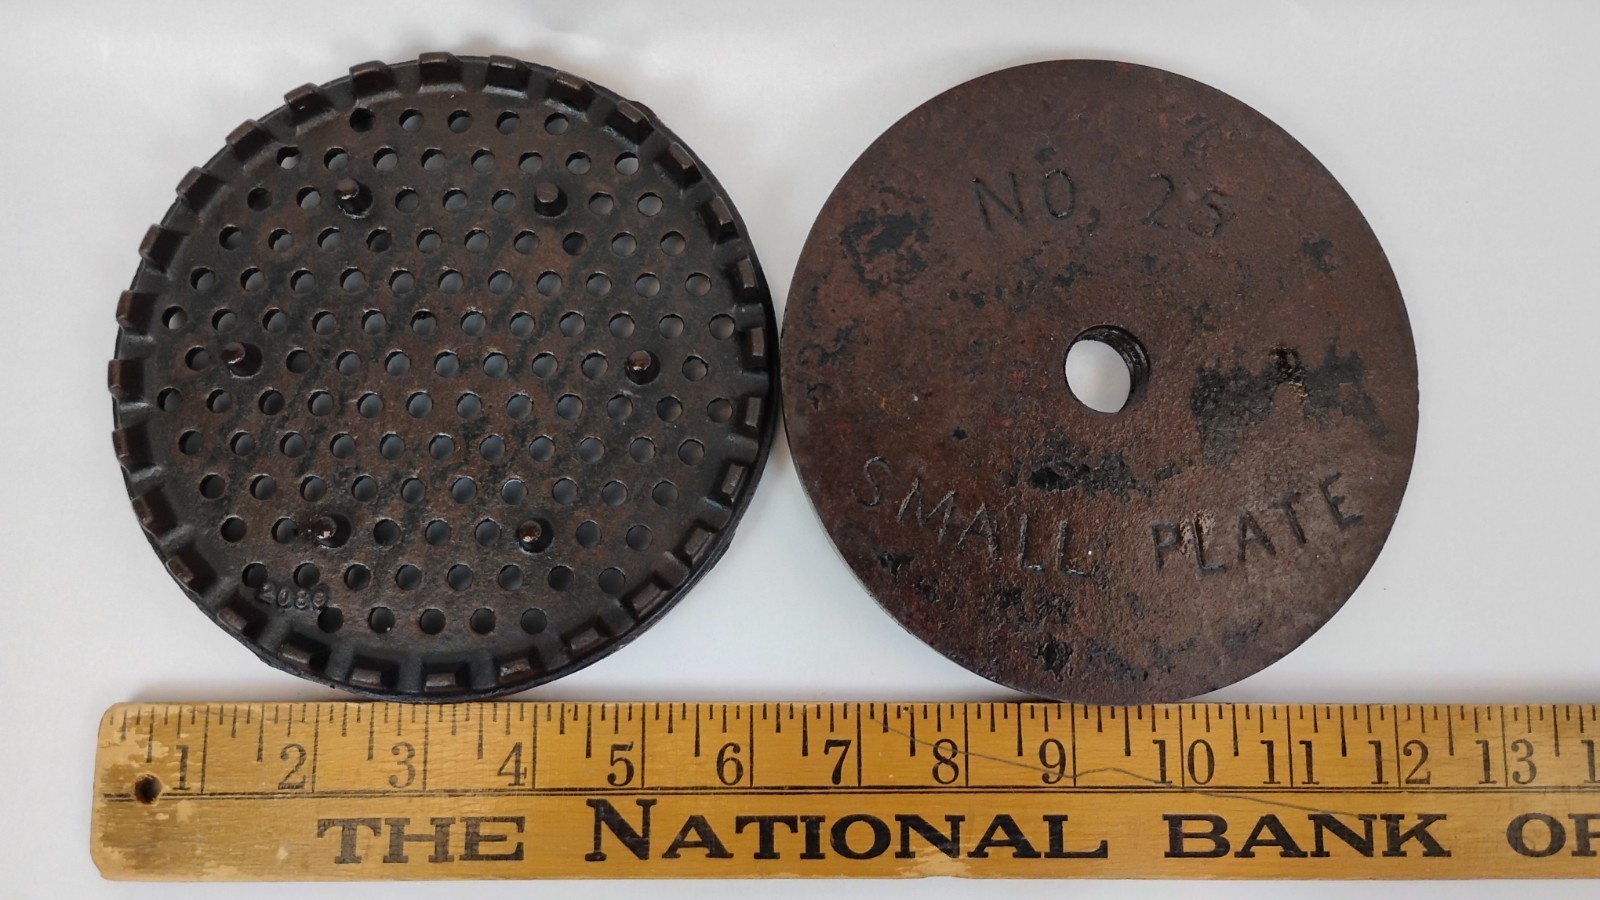 NO. 25
SMALL PLATE
2080
1 2 3 4 5 6 7 8 9 10 11 12 13
THE NATIONAL BANK OF